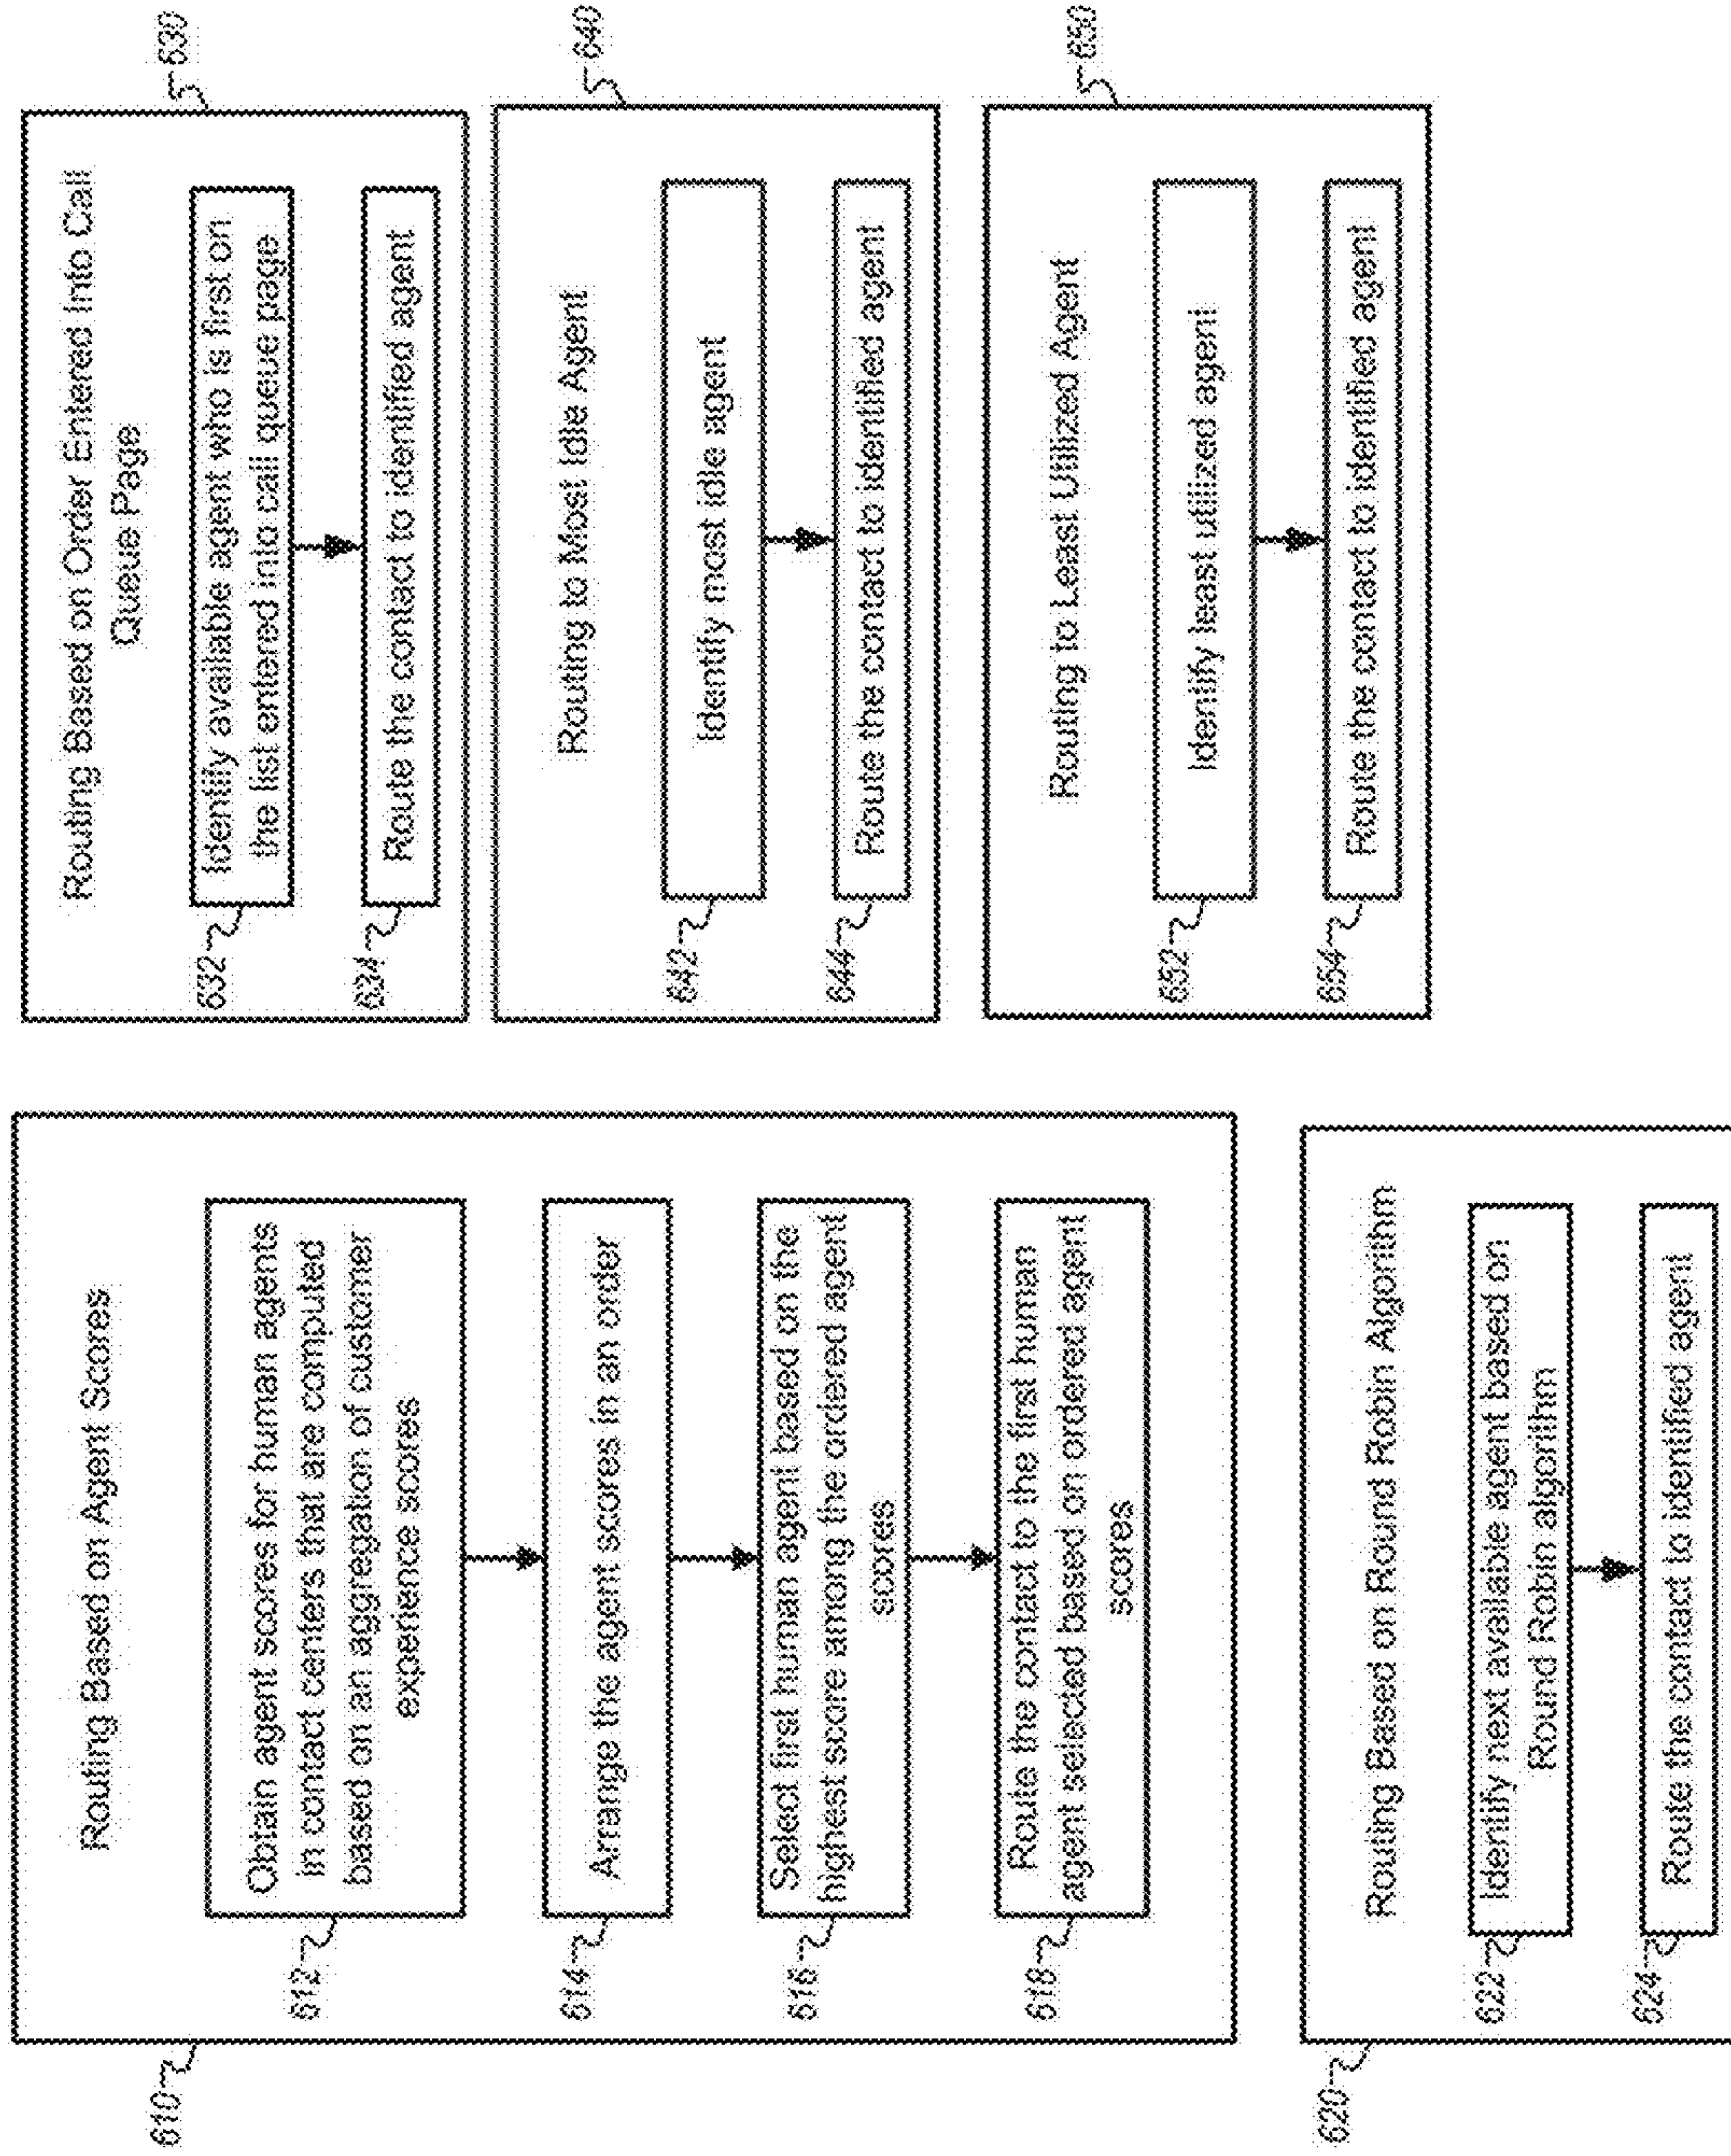 610
Routing Based on Agent Scores
612
Obtain agent scores for human agents
in contact centers that are computed
based on an aggregation of customer
experience scores
614
Arrange the agent scores in an order
616
Select first human agent based on the
highest score among the ordered agent
scores
618
Route the contact to the first human
agent selected based on ordered agent
scores
620
Routing Based on Round Robin Algorithm
622
Identify next available agent based on
Round Robin algorithm
624
Route the contact to identified agent
630
Routing Based on Order Entered Into Call
Queue Page
632
Identify available agent who is first on
the list entered into call queue page
634
Route the contact to identified agent
640
Routing to Most Idle Agent
642
Identify most idle agent
644
Route the contact to identified agent
650
Routing to Least Utilized Agent
652
Identify least utilized agent
654
Route the contact to identified agent